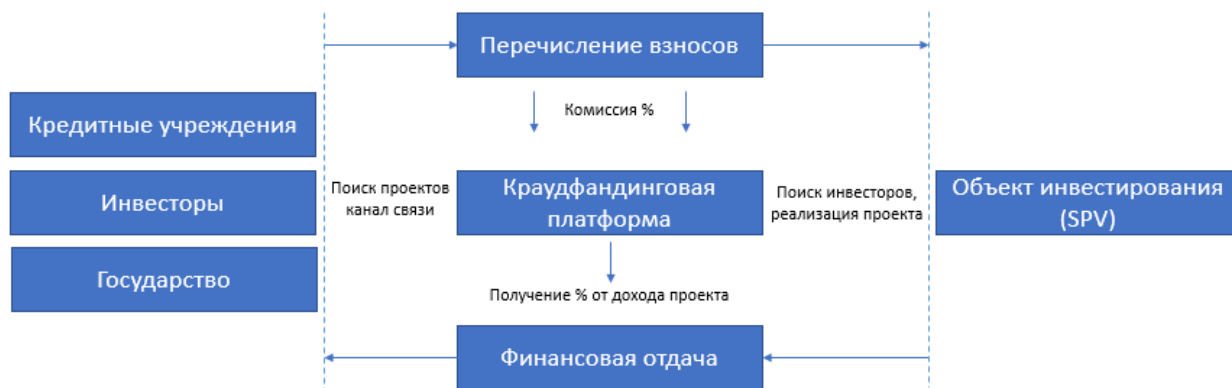 Перечисление взносов
Комиссия %
Кредитные учреждения
Инвесторы
Государство
Поиск проектов
канал связи
Краудфандинговая
платформа
Поиск инвесторов,
реализация проекта
Объект инвестирования
(SPV)
Получение % от дохода проекта
Финансовая отдача